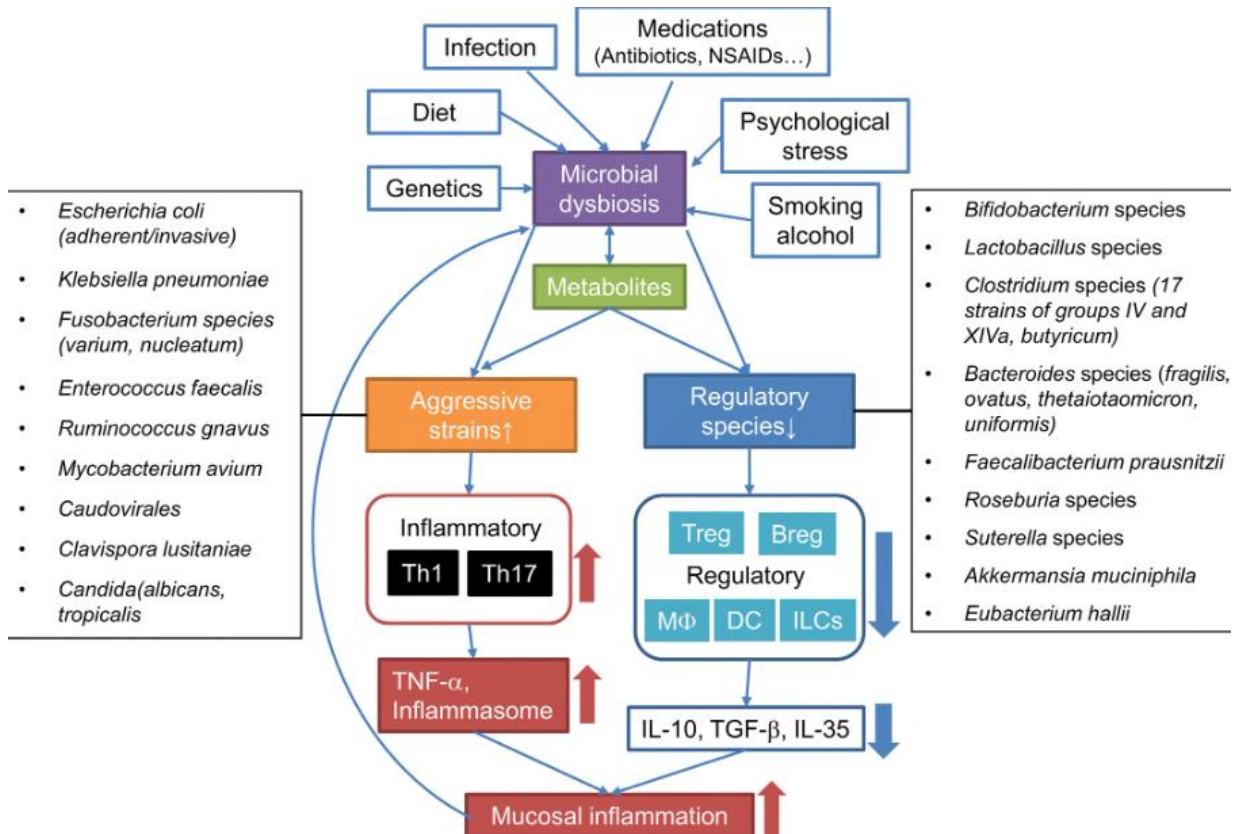 Medications
(Antibiotics, NSAIDs…)
Infection
Diet
Psychological
stress
Genetics
Microbial
dysbiosis
Smoking
alcohol
Metabolites
• Escherichia coli
(adherent/invasive)
• Klebsiella pneumoniae
• Fusobacterium species
(varium, nucleatum)
• Enterococcus faecalis
• Ruminococcus gnavus
• Mycobacterium avium
• Caudovirales
• Clavispora lusitaniae
• Candida(albicans,
tropicalis
Aggressive
strains↑
Regulatory
species↓
• Bifidobacterium species
• Lactobacillus species
• Clostridium species (17
strains of groups IV and
XIVa, butyricum)
• Bacteroides species (fragilis,
ovatus, thetaiotaomicron,
uniformis)
• Faecalibacterium prausnitzii
• Roseburia species
• Suterella species
• Akkermansia muciniphila
• Eubacterium hallii
Inflammatory
Th1 Th17
Treg Breg
Regulatory
MΦ DC ILCs
TNF-α,
Inflammasome
IL-10, TGF-β, IL-35
Mucosal inflammation